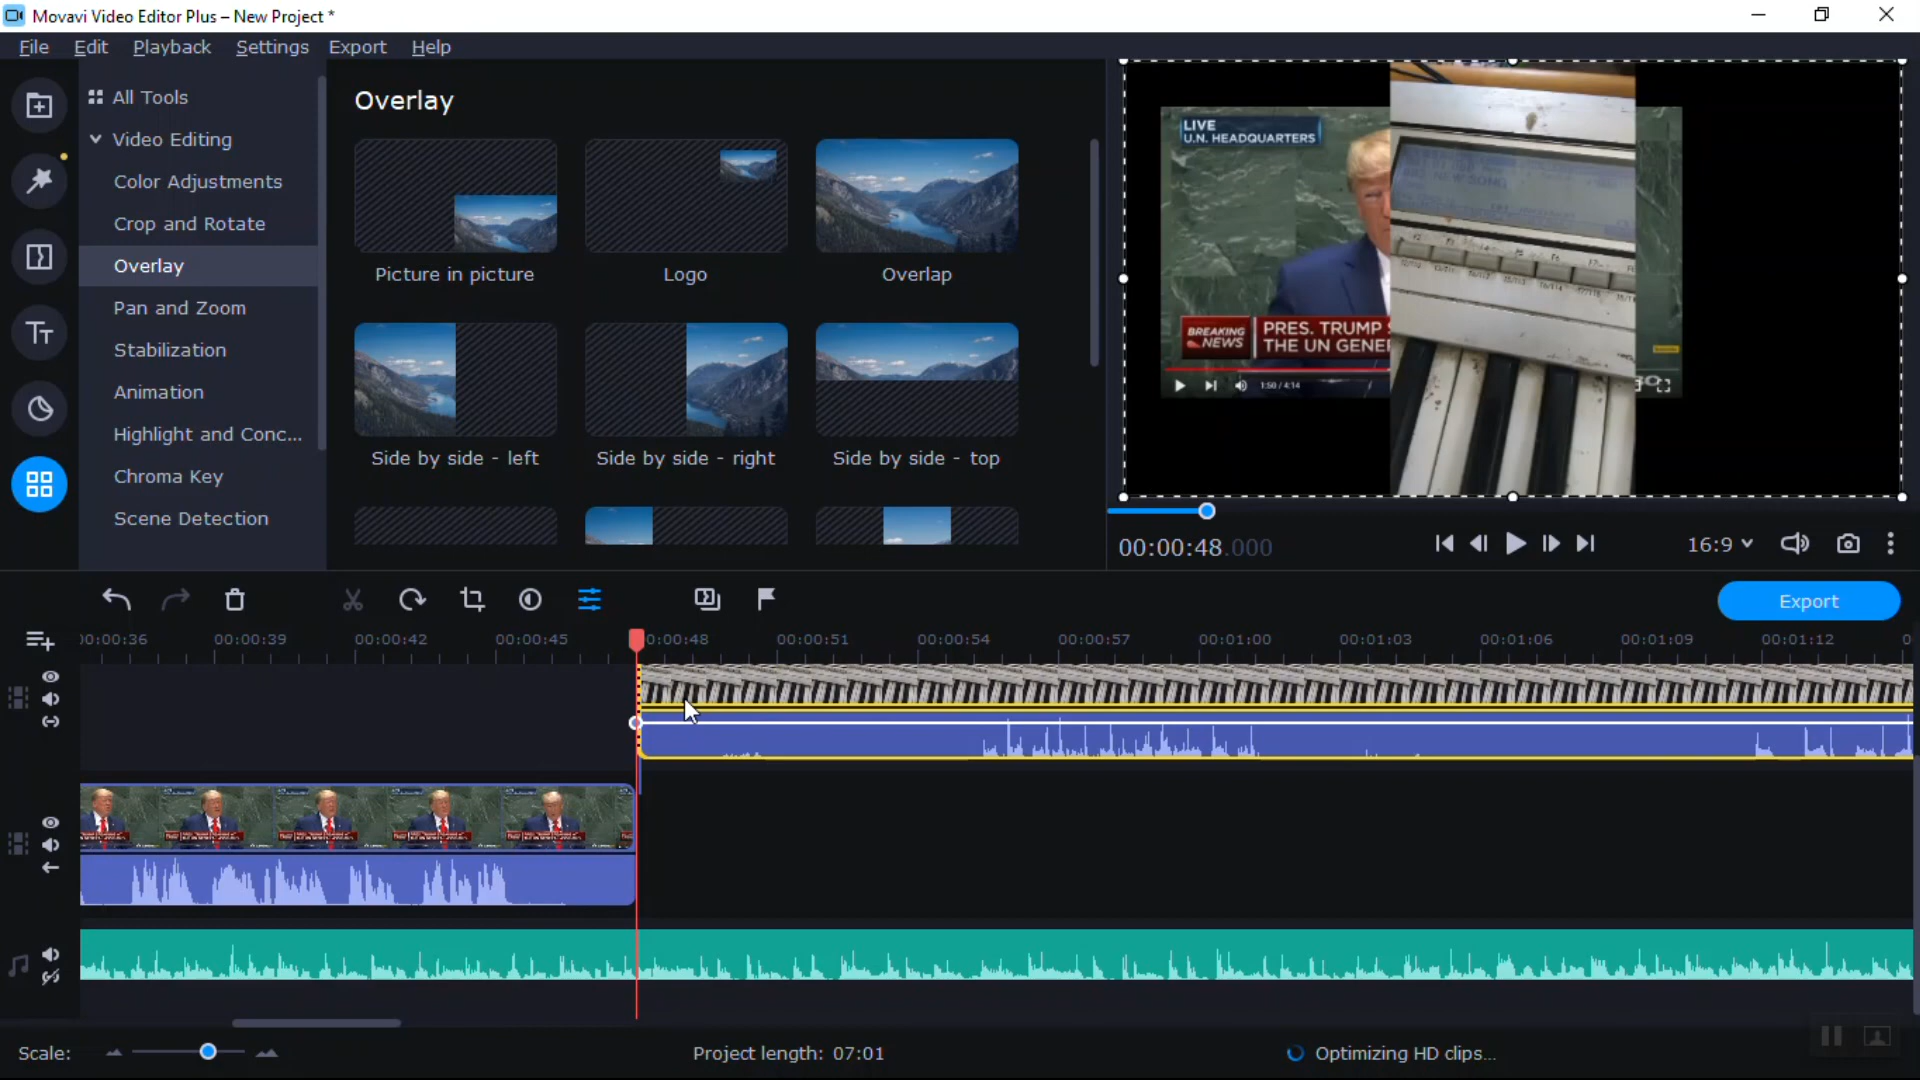 Movavi Video Editor Plus – New Project *
File Edit Playback Settings Export Help
All Tools
Video Editing
Color Adjustments
Crop and Rotate
Overlay
Pan and Zoom
Stabilization
Animation
Highlight and Conc...
Chroma Key
Scene Detection
Overlay
Picture in picture
Logo
Overlap
Side by side - left
Side by side - right
Side by side - top
LIVE
U.N. HEADQUARTERS
BREAKING
NEWS
PRES. TRUMP
THE UN GENE
1:50 / 4:14
00:00:48.000
16:9
Export
00:00:36 00:00:39 00:00:42 00:00:45 0:00:48 00:00:51 00:00:54 00:00:57 00:01:00 00:01:03 00:01:06 00:01:09 00:01:12 0
Scale:
Project length: 07:01
Optimizing HD clips...